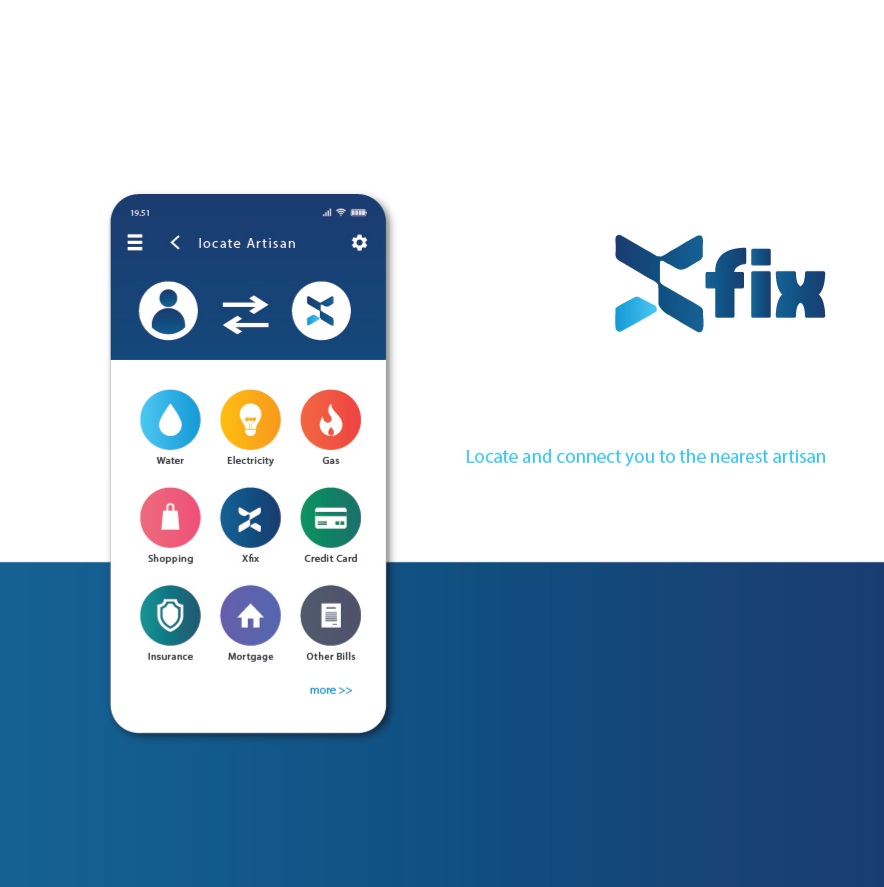 19.51
locate Artisan
Water
Electricity
Gas
Shopping
Xfix
Credit Card
Insurance
Mortgage
Other Bills
more >>
Xfix
Locate and connect you to the nearest artisan